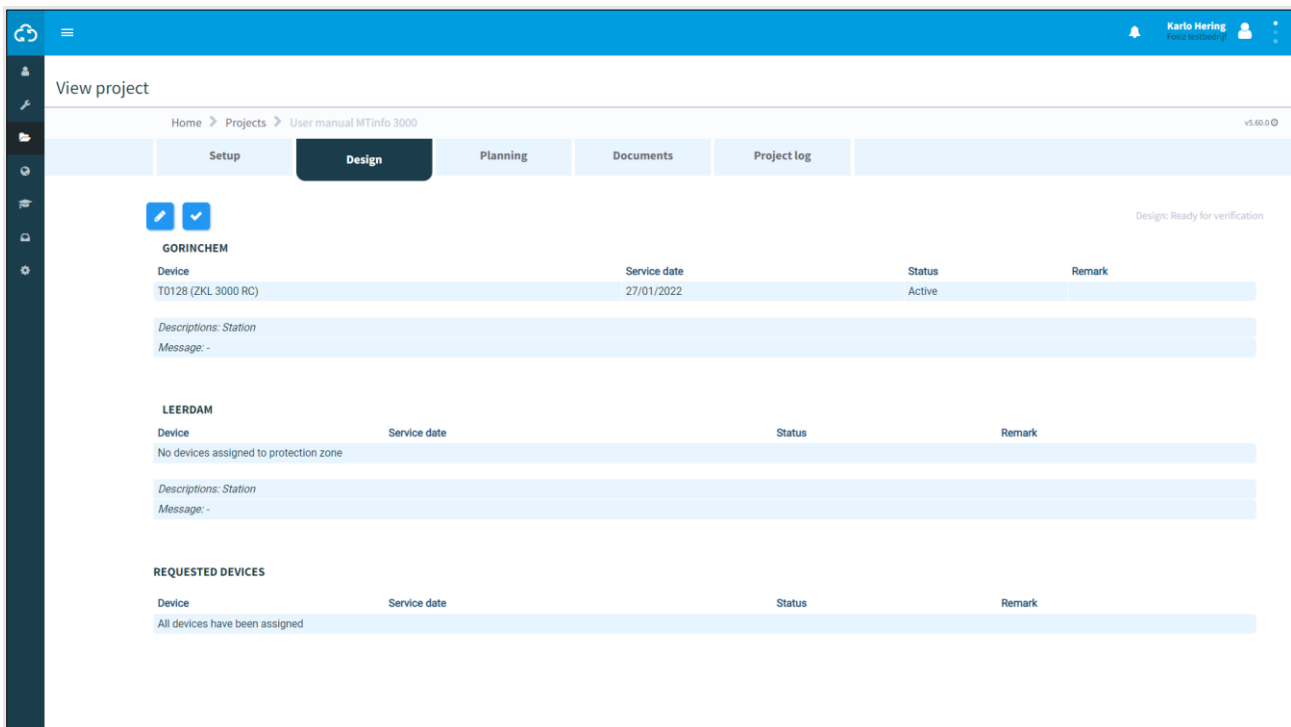 Karlo Hering
Foxiz testbedrijf
View project
Home Projects User manual MTinfo 3000
v5.60.0
Setup Design Planning Documents Project log
Design: Ready for verification
GORINCHEM
Device Service date Status Remark
T0128 (ZKL 3000 RC) 27/01/2022 Active
Descriptions: Station
Message: -
LEERDAM
Device Service date Status Remark
No devices assigned to protection zone
Descriptions: Station
Message: -
REQUESTED DEVICES
Device Service date Status Remark
All devices have been assigned